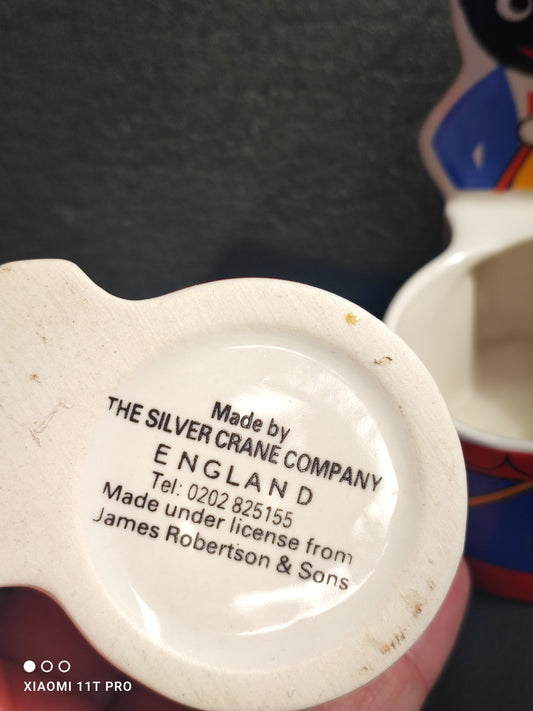 Made by
THE SILVER CRANE COMPANY
ENGLAND
Tel: 0202 825155
Made under license from
James Robertson & Sons
XIAOMI 11T PRO